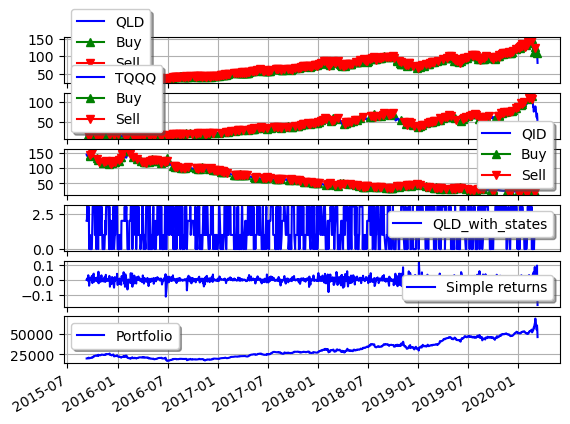 QLD
Buy
Sell
150
100
50
TQQQ
Buy
Sell
100
50
QID
Buy
Sell
150
100
50
QLD_with_states
2.5
0.0
Simple returns
0.1
0.0
−0.1
Portfolio
50000
25000
2015-07
2016-01
2016-07
2017-01
2017-07
2018-01
2018-07
2019-01
2019-07
2020-01